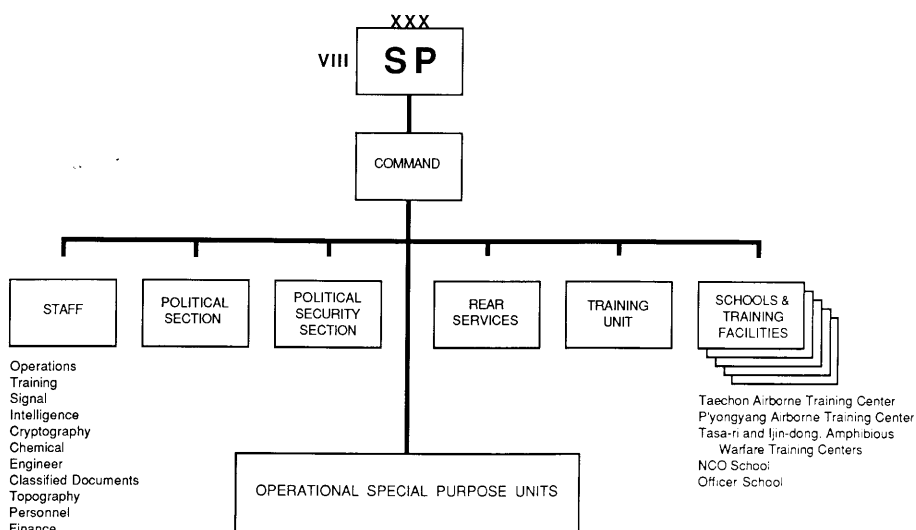 XXX
VIII
SP
COMMAND
STAFF
POLITICAL
SECTION
POLITICAL
SECURITY
SECTION
REAR
SERVICES
TRAINING
UNIT
SCHOOLS &
TRAINING
FACILITIES
Operations
Training
Signal
Intelligence
Cryptography
Chemical
Engineer
Classified Documents
Topography
Personnel
Finance
Taechon Airborne Training Center
P'yongyang Airborne Training Center
Tasa-ri and Ijin-dong. Amphibious
Warfare Training Centers
NCO School
Officer School
OPERATIONAL SPECIAL PURPOSE UNITS